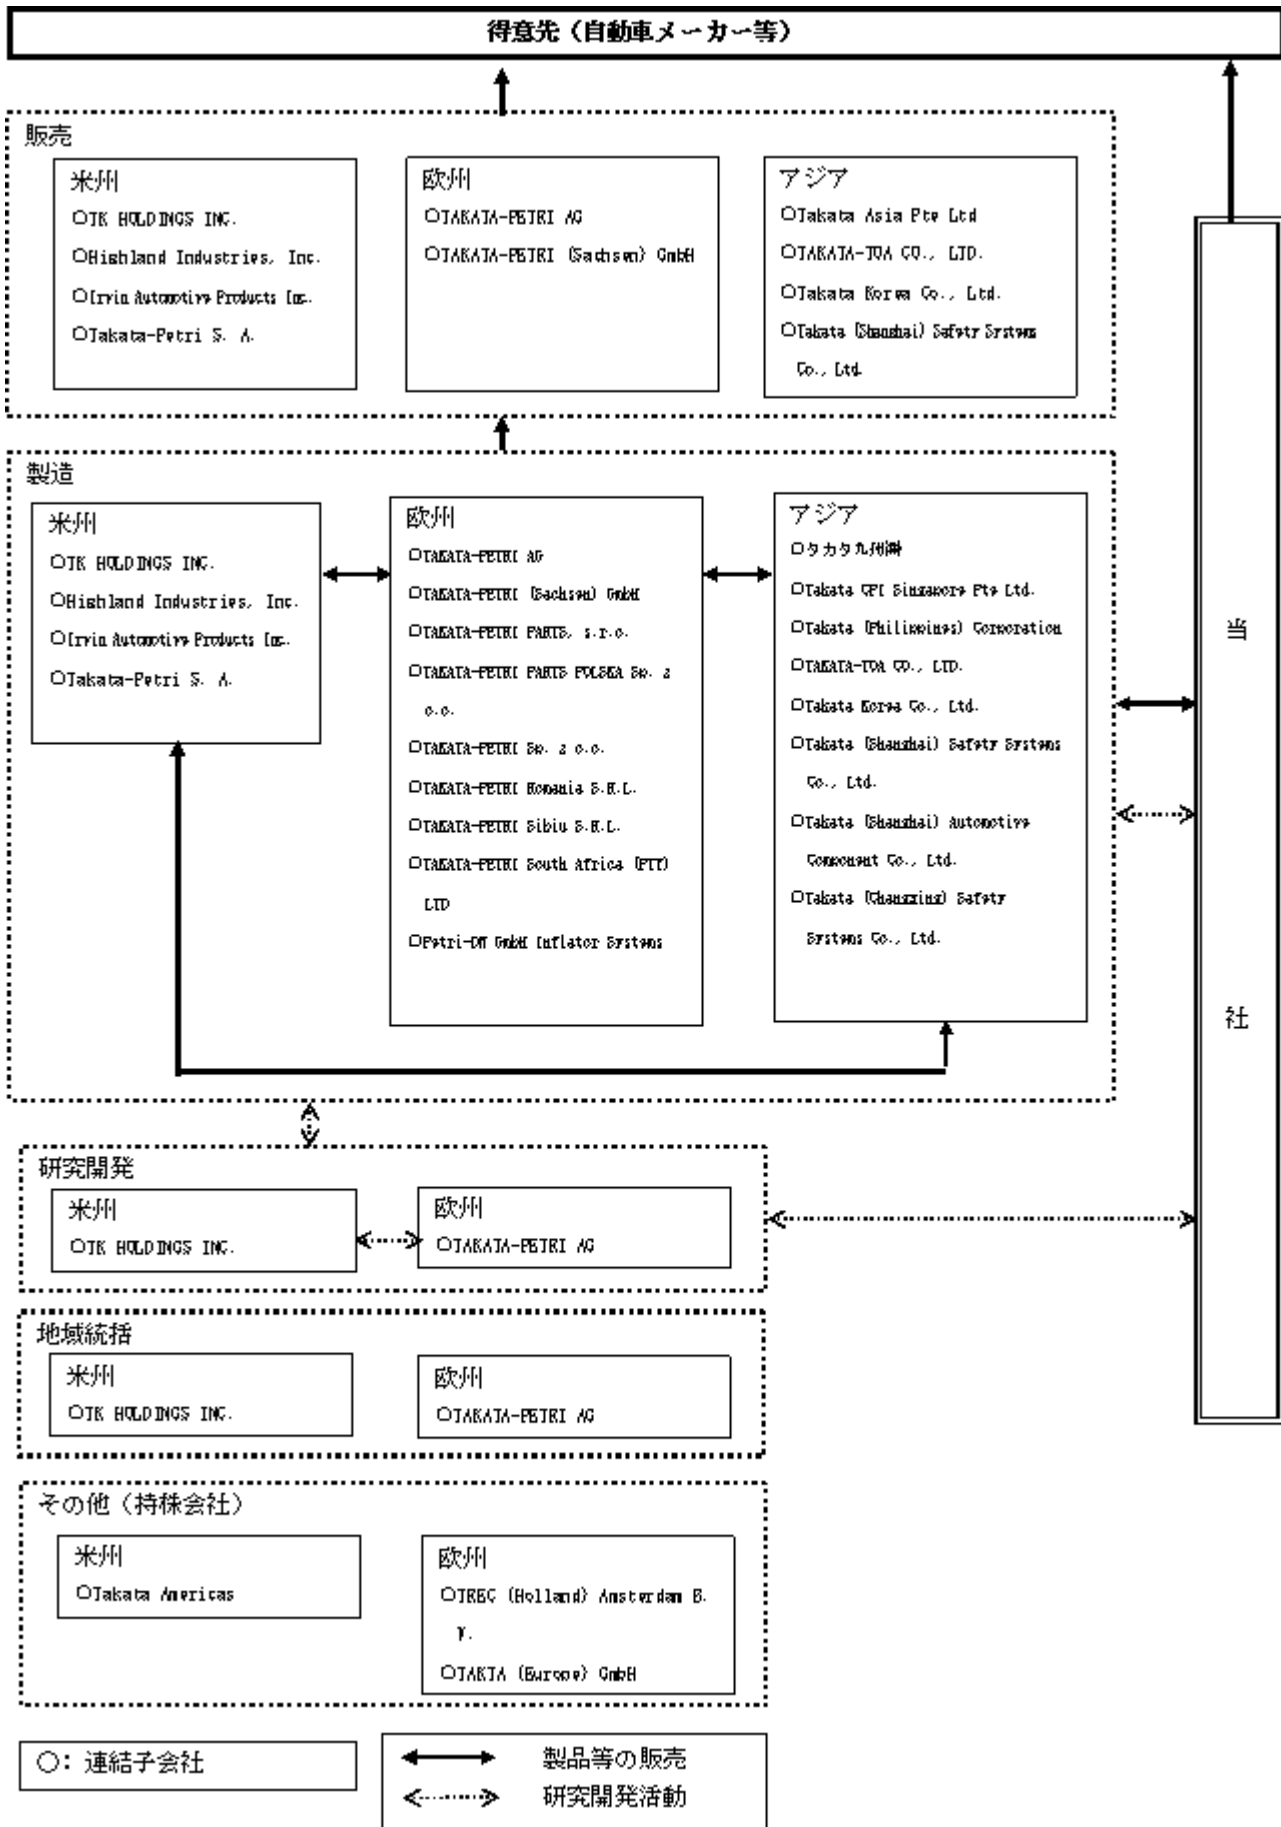 得意先（自動車メーカー等）
販売
米州
○TK HOLDINGS INC.
○Highland Industries, Inc.
○Irvin Automotive Products Inc.
○Takata-Petri S. A.
欧州
○TAKATA-PETRI AG
○TAKATA-PETRI (Sachsen) GmbH
アジア
○Takata Asia Pte Ltd
○TAKATA-TOA CO., LTD.
○Takata Korea Co., Ltd.
○Takata (Shanghai) Safety Systems
Co., Ltd.
製造
米州
○TK HOLDINGS INC.
○Highland Industries, Inc.
○Irvin Automotive Products Inc.
○Takata-Petri S. A.
欧州
○TAKATA-PETRI AG
○TAKATA-PETRI (Sachsen) GmbH
○TAKATA-PETRI PARTS, s.r.o.
○TAKATA-PETRI PARTS POLSKA Sp. z
o.o.
○TAKATA-PETRI Sp. z o.o.
○TAKATA-PETRI Romania S.R.L.
○TAKATA-PETRI Sibiu S.R.L.
○TAKATA-PETRI South Africa (PTY)
LTD
○Petri-DN GmbH Inflator Systems
アジア
○タカタ九州㈱
○Takata CPI Singapore Pte Ltd.
○Takata (Philippines) Corporation
○TAKATA-TOA CO., LTD.
○Takata Korea Co., Ltd.
○Takata (Shanghai) Safety Systems
Co., Ltd.
○Takata (Shanghai) Automotive
Component Co., Ltd.
○Takata (Changxing) Safety
Systems Co., Ltd.
当
社
研究開発
米州
○TK HOLDINGS INC.
欧州
○TAKATA-PETRI AG
地域統括
米州
○TK HOLDINGS INC.
欧州
○TAKATA-PETRI AG
その他（持株会社）
米州
○Takata Americas
欧州
○TREC (Holland) Amsterdam B.
V.
○TAKTA (Europe) GmbH
○：連結子会社
製品等の販売
研究開発活動